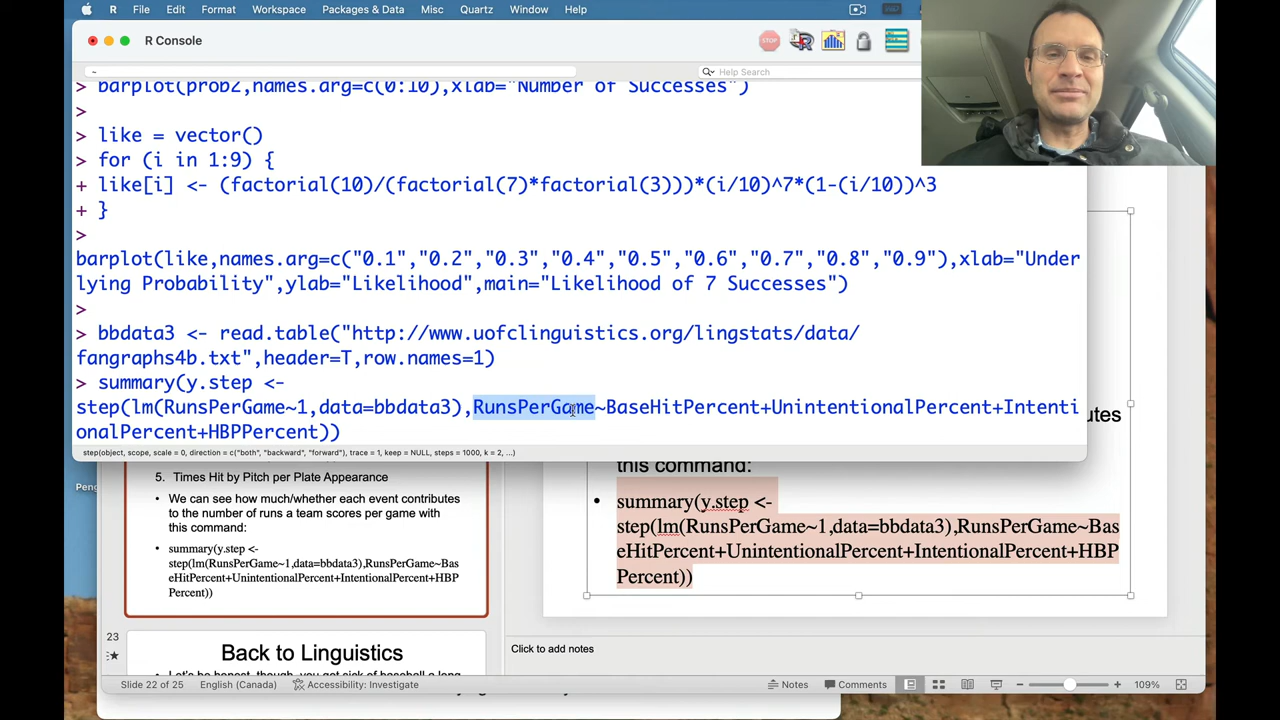 R File Edit Format Workspace Packages & Data Misc Quartz Window Help
R Console
STOP
~
Help Search
> barplot(prob2,names.arg=c(0:10),xlab="Number of Successes")
>
> like = vector()
> for (i in 1:9) {
+ like[i] <- (factorial(10)/(factorial(7)*factorial(3)))*(i/10)^7*(1-(i/10))^3
+ }
>
barplot(like,names.arg=c("0.1","0.2","0.3","0.4","0.5","0.6","0.7","0.8","0.9"),xlab="Under
lying Probability",ylab="Likelihood",main="Likelihood of 7 Successes")
>
> bbdata3 <- read.table("http://www.uofclinguistics.org/lingstats/data/
fangraphs4b.txt",header=T,row.names=1)
> summary(y.step <-
step(lm(RunsPerGame~1,data=bbdata3),RunsPerGame~BaseHitPercent+UnintentionalPercent+Intenti
onalPercent+HBPPercent))
step(object, scope, scale = 0, direction = c("both", "backward", "forward"), trace = 1, keep = NULL, steps = 1000, k = 2, ...)
Peng
5. Times Hit by Pitch per Plate Appearance
• We can see how much/whether each event contributes
to the number of runs a team scores per game with
this command:
• summary(y.step <-
step(lm(RunsPerGame~1,data=bbdata3),RunsPerGame~Bas
eHitPercent+UnintentionalPercent+IntentionalPercent+HBPP
ercent))
23
Back to Linguistics
utes
this command:
• summary(y.step <-
step(lm(RunsPerGame~1,data=bbdata3),RunsPerGame~Bas
eHitPercent+UnintentionalPercent+IntentionalPercent+HBP
Percent))
Click to add notes
Slide 22 of 25 English (Canada) Accessibility: Investigate Notes Comments 109%